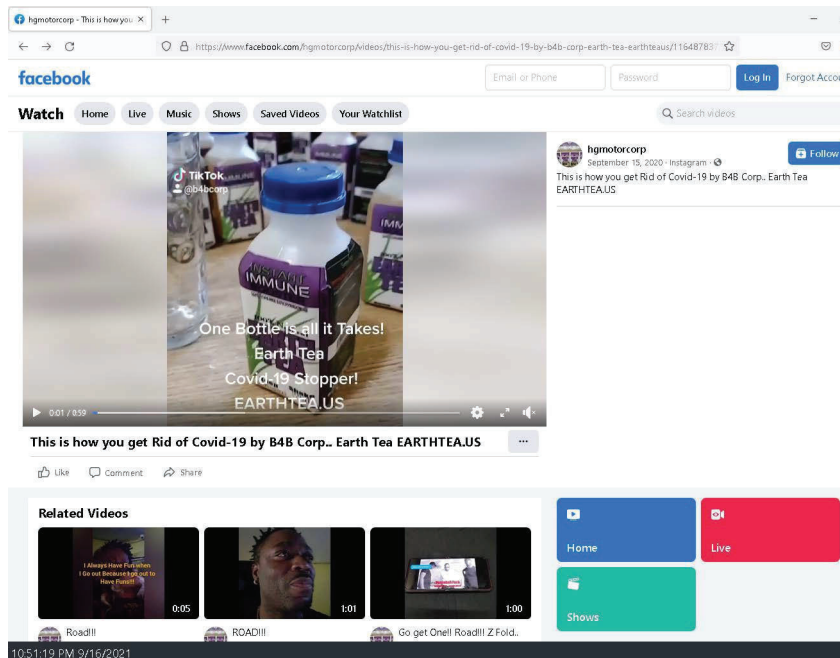 hgmotorcorp - This is how you
https://www.facebook.com/hgmotorcorp/videos/this-is-how-you-get-rid-of-covid-19-by-b4b-corp-earth-tea-earthteaus/116487837
facebook
Email or Phone
Password
Log In
Forgot Accou
Watch
Home
Live
Music
Shows
Saved Videos
Your Watchlist
Search videos
TikTok
@b4bcorp
INSTANT
IMMUNE
One Bottle is all it Takes!
Earth Tea
Covid-19 Stopper!
EARTHTEA.US
0:01 / 0:59
hgmotorcorp
Follow
September 15, 2020 · Instagram ·
This is how you get Rid of Covid-19 by B4B Corp.. Earth Tea
EARTHTEA.US
This is how you get Rid of Covid-19 by B4B Corp.. Earth Tea EARTHTEA.US
...
Like
Comment
Share
Related Videos
I Always Have Fun when
I Go out Because I go out to
Have Funs!!!
0:05
1:01
1:00
Road!!!
ROAD!!!
Go get One!! Road!!! Z Fold..
Home
Live
Shows
10:51:19 PM 9/16/2021